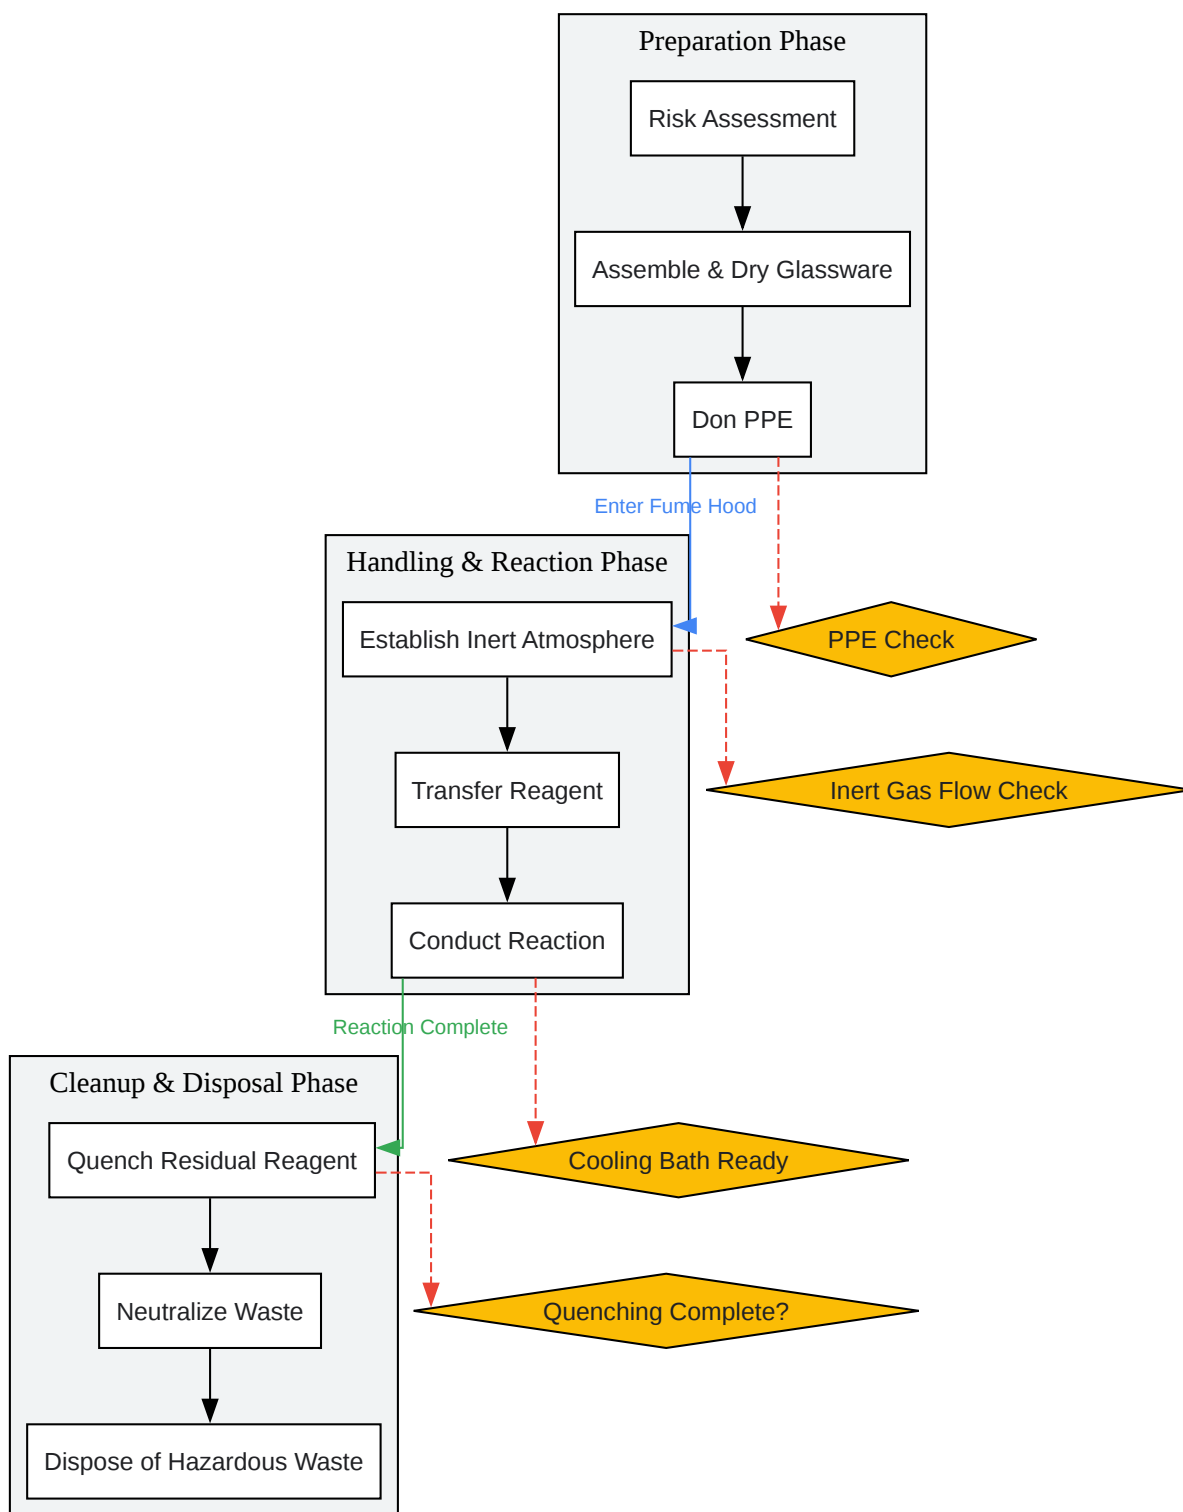 Preparation Phase
Risk Assessment
Assemble & Dry Glassware
Don PPE
Enter Fume Hood
Handling & Reaction Phase
Establish Inert Atmosphere
PPE Check
Transfer Reagent
Inert Gas Flow Check
Conduct Reaction
Reaction Complete
Cleanup & Disposal Phase
Quench Residual Reagent
Cooling Bath Ready
Neutralize Waste
Quenching Complete?
Dispose of Hazardous Waste